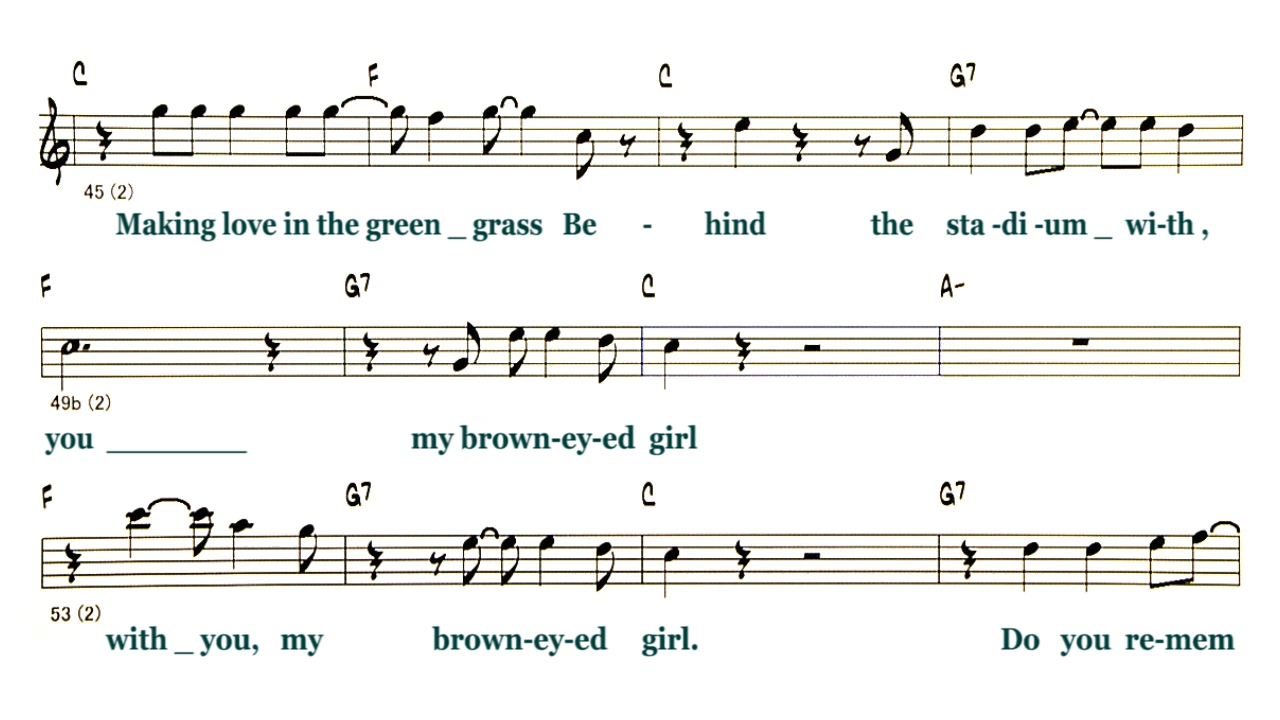 C F C G7
45 (2)
Making love in the green _ grass Be - hind the sta -di -um _ wi-th ,
F G7 C A-
49b (2)
you ________ my brown-ey-ed girl
F G7 C G7
53 (2)
with _ you, my brown-ey-ed girl. Do you re-mem